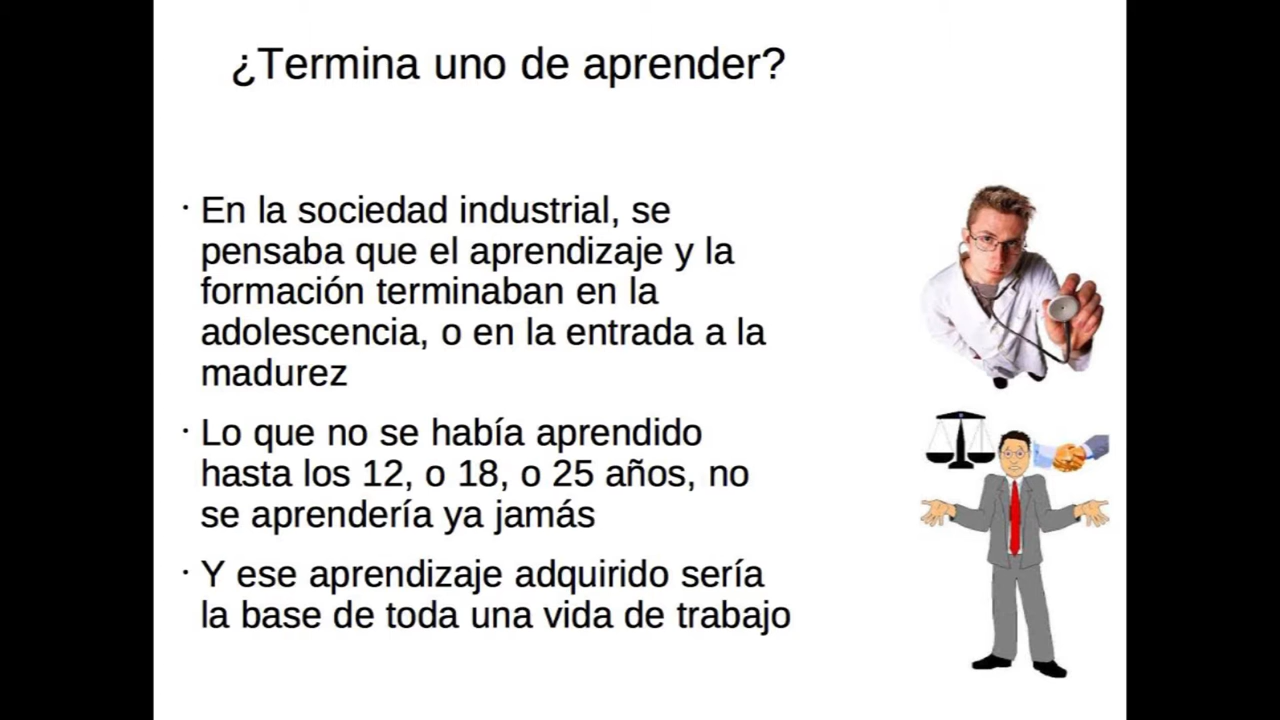 ¿Termina uno de aprender?
· En la sociedad industrial, se
pensaba que el aprendizaje y la
formación terminaban en la
adolescencia, o en la entrada a la
madurez
· Lo que no se había aprendido
hasta los 12, o 18, o 25 años, no
se aprendería ya jamás
· Y ese aprendizaje adquirido sería
la base de toda una vida de trabajo